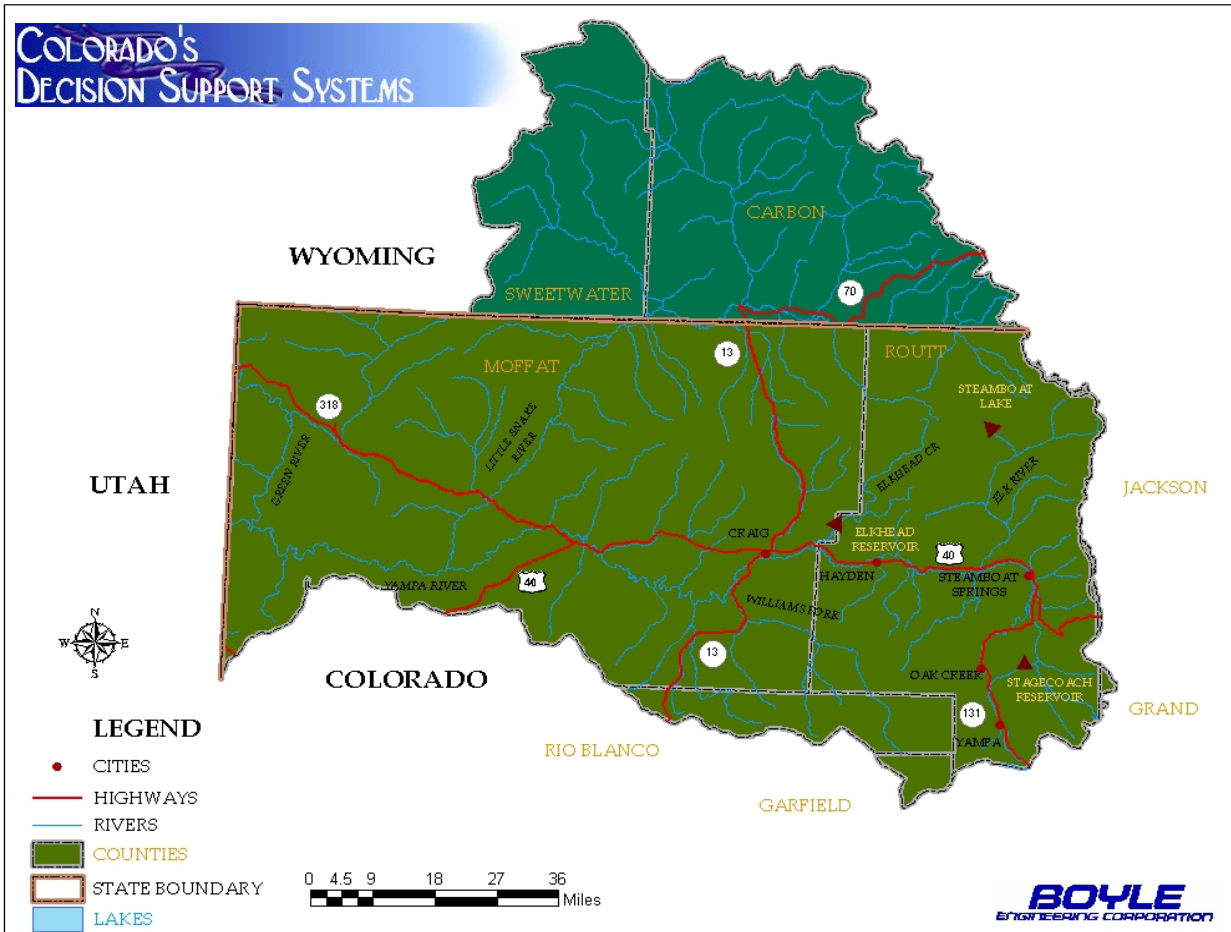 COLORADO'S
DECISION SUPPORT SYSTEMS
CARBON
WYOMING
SWEETWATER
70
13
ROUTT
MOFFAT
STEAMBOAT
LAKE
318
LITTLE SNAKE
RIVER
GREEN RIVER
ELKHEAD CR
ELK RIVER
UTAH
JACKSON
CRAIG
ELKHEAD
RESERVOIR
40
HAYDEN
STEAMBOAT
SPRINGS
40
YAMPA RIVER
WILLIAMS FORK
N
W
E
S
13
COLORADO
OAK CREEK
STAGECOACH
RESERVOIR
GRAND
131
YAMPA
RIO BLANCO
GARFIELD
LEGEND
CITIES
HIGHWAYS
RIVERS
COUNTIES
STATE BOUNDARY
LAKES
0 4.5 9 18 27 36
Miles
BOYLE
ENGINEERING CORPORATION